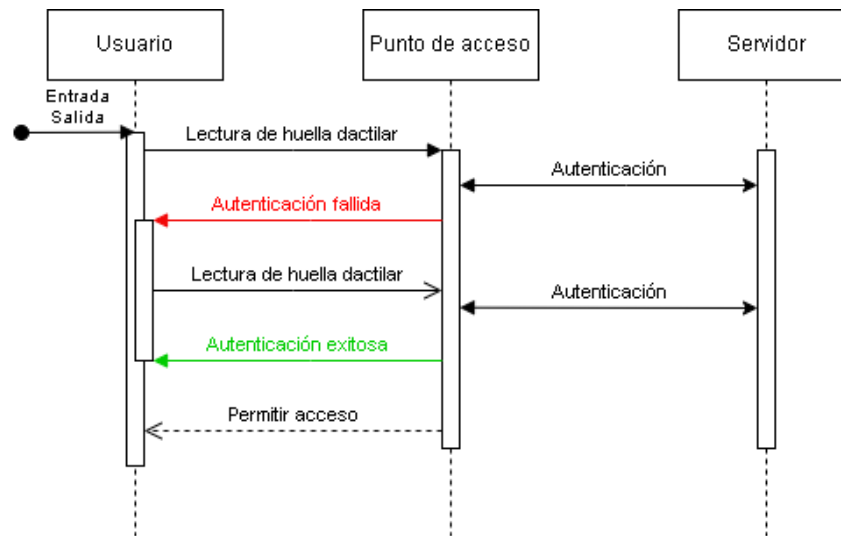 Usuario
Punto de acceso
Servidor
Entrada
Salida
Lectura de huella dactilar
Autenticación
Autenticación fallida
Lectura de huella dactilar
Autenticación
Autenticación exitosa
Permitir acceso